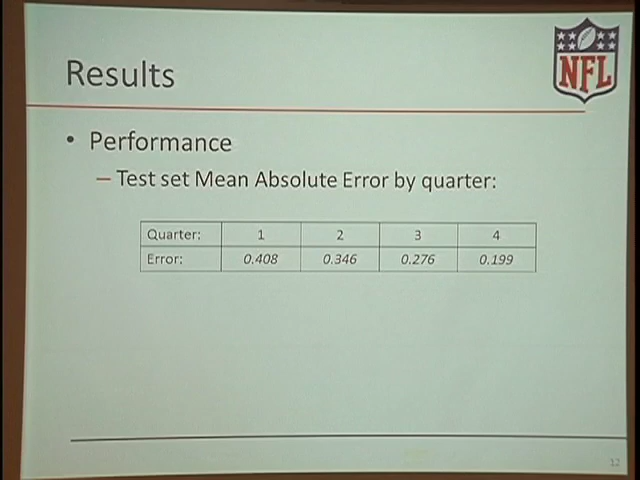 NFL
Results
• Performance
– Test set Mean Absolute Error by quarter:
Quarter: 1 2 3 4
Error: 0.408 0.346 0.276 0.199
12